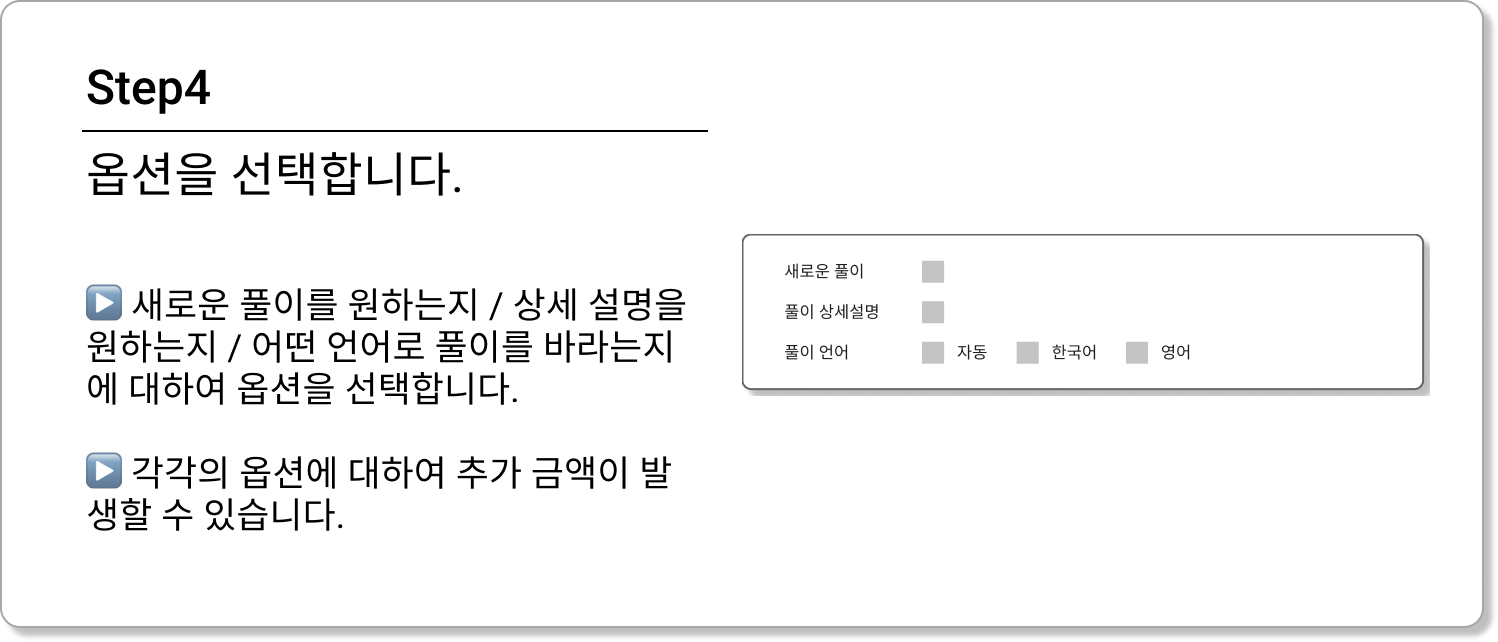 Step4
옵션을 선택합니다.
▶️ 새로운 풀이를 원하는지 / 상세 설명을
원하는지 / 어떤 언어로 풀이를 바라는지
에 대하여 옵션을 선택합니다.
▶️ 각각의 옵션에 대하여 추가 금액이 발
생할 수 있습니다.
새로운 풀이
풀이 상세설명
풀이 언어 자동 한국어 영어